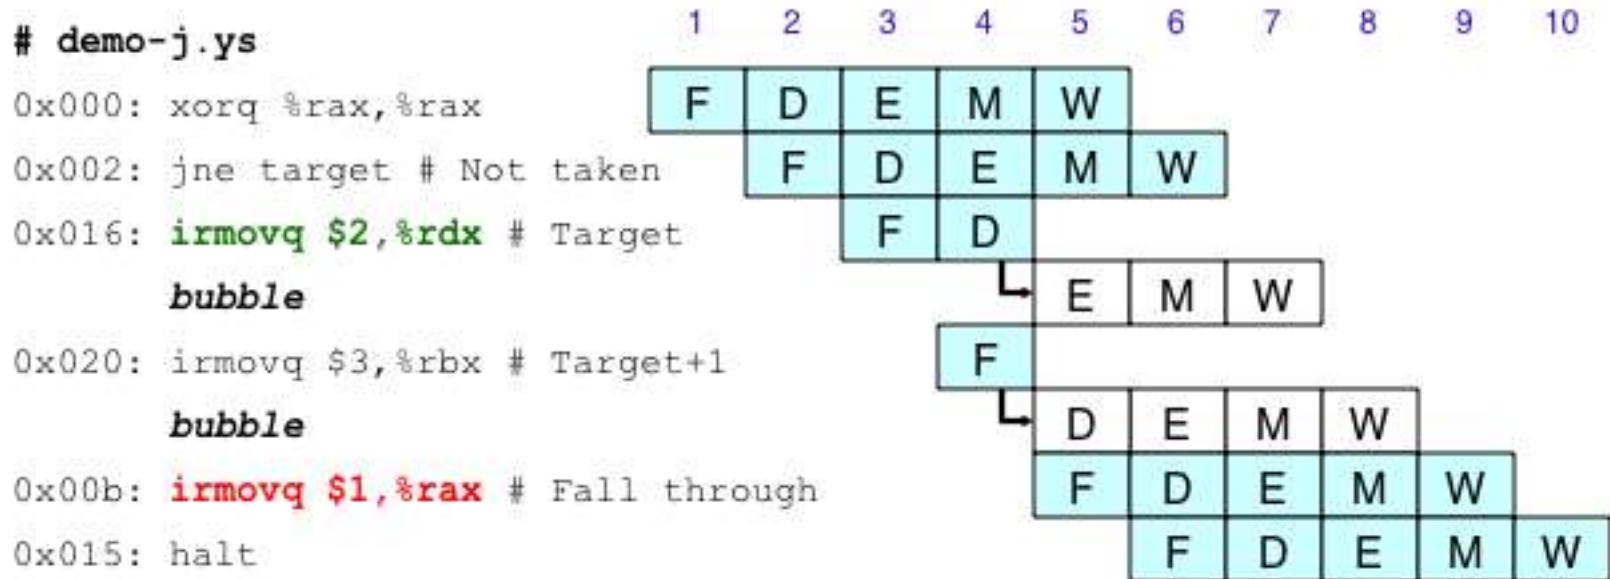 1 2 3 4 5 6 7 8 9 10
# demo-j.ys
0x000: xorq %rax,%rax F D E M W
0x002: jne target # Not taken F D E M W
0x016: irmovq $2,%rdx # Target F D
bubble E M W
0x020: irmovq $3,%rbx # Target+1 F
bubble D E M W
0x00b: irmovq $1,%rax # Fall through F D E M W
0x015: halt F D E M W